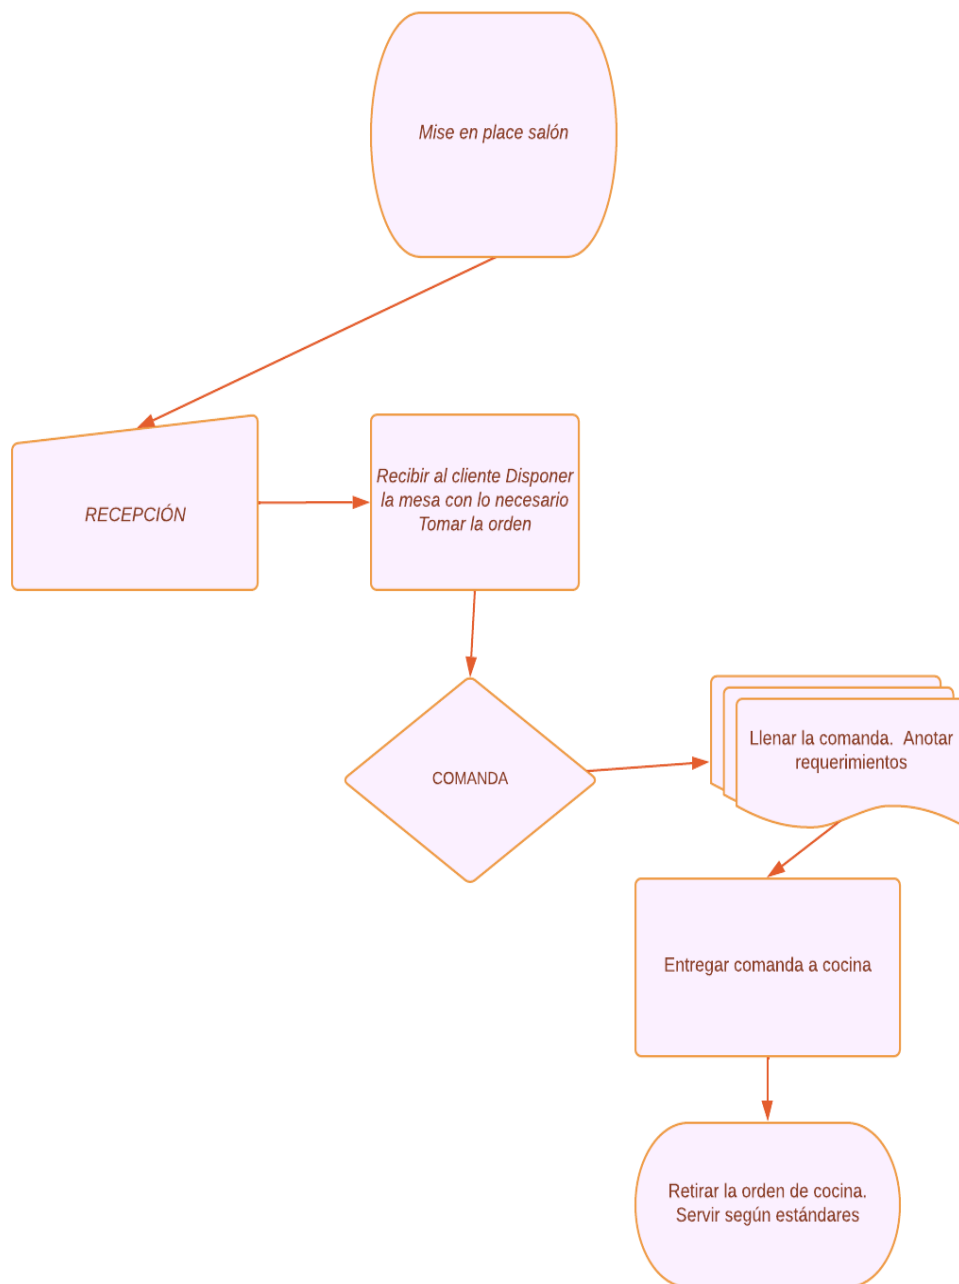 Mise en place salón
RECEPCIÓN
Recibir al cliente Disponer
la mesa con lo necesario
Tomar la orden
COMANDA
Llenar la comanda.  Anotar
requerimientos
Entregar comanda a cocina
Retirar la orden de cocina.
Servir según estándares